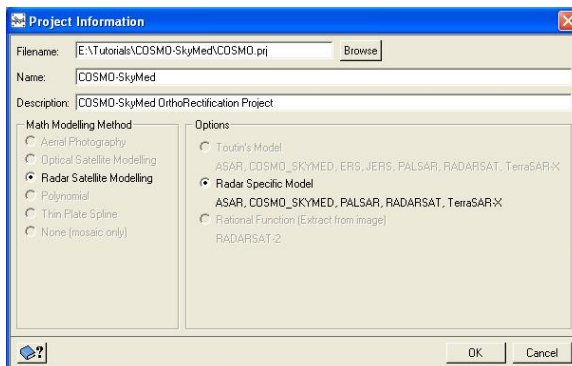 Project Information
Filename: E:\Tutorials\COSMO-SkyMed\COSMO.prj Browse
Name: COSMO-SkyMed
Description: COSMO-SkyMed OrthoRectification Project
Math Modelling Method
Aerial Photography
Optical Satellite Modelling
Radar Satellite Modelling
Polynomial
Thin Plate Spline
None (mosaic only)
Options
Toutin's Model
ASAR, COSMO_SKYMED, ERS, JERS, PALSAR, RADARSAT, TerraSAR-X
Radar Specific Model
ASAR, COSMO_SKYMED, PALSAR, RADARSAT, TerraSAR-X
Rational Function (Extract from image)
RADARSAT-2
?
OK Cancel